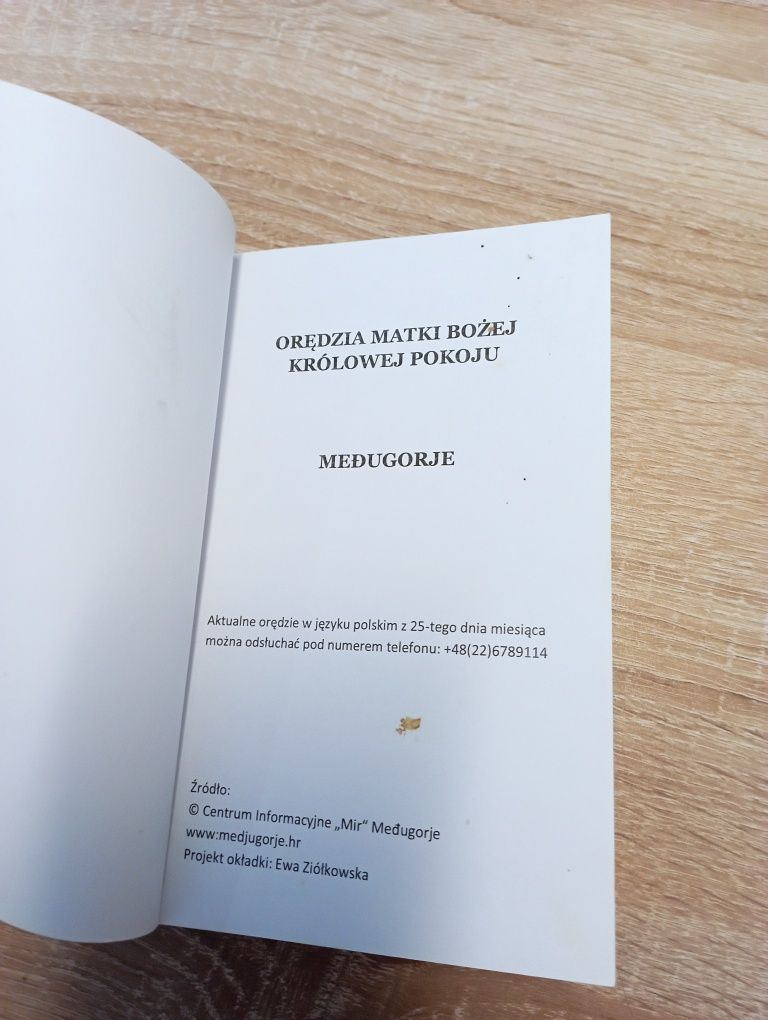 ORĘDZIA MATKI BOŻEJ
KRÓLOWEJ POKOJU
MEĐUGORJE
Aktualne orędzie w języku polskim z 25-tego dnia miesiąca
można odsłuchać pod numerem telefonu: +48(22)6789114
Źródło:
© Centrum Informacyjne „Mir“ Međugorje
www:medjugorje.hr
Projekt okładki: Ewa Ziółkowska